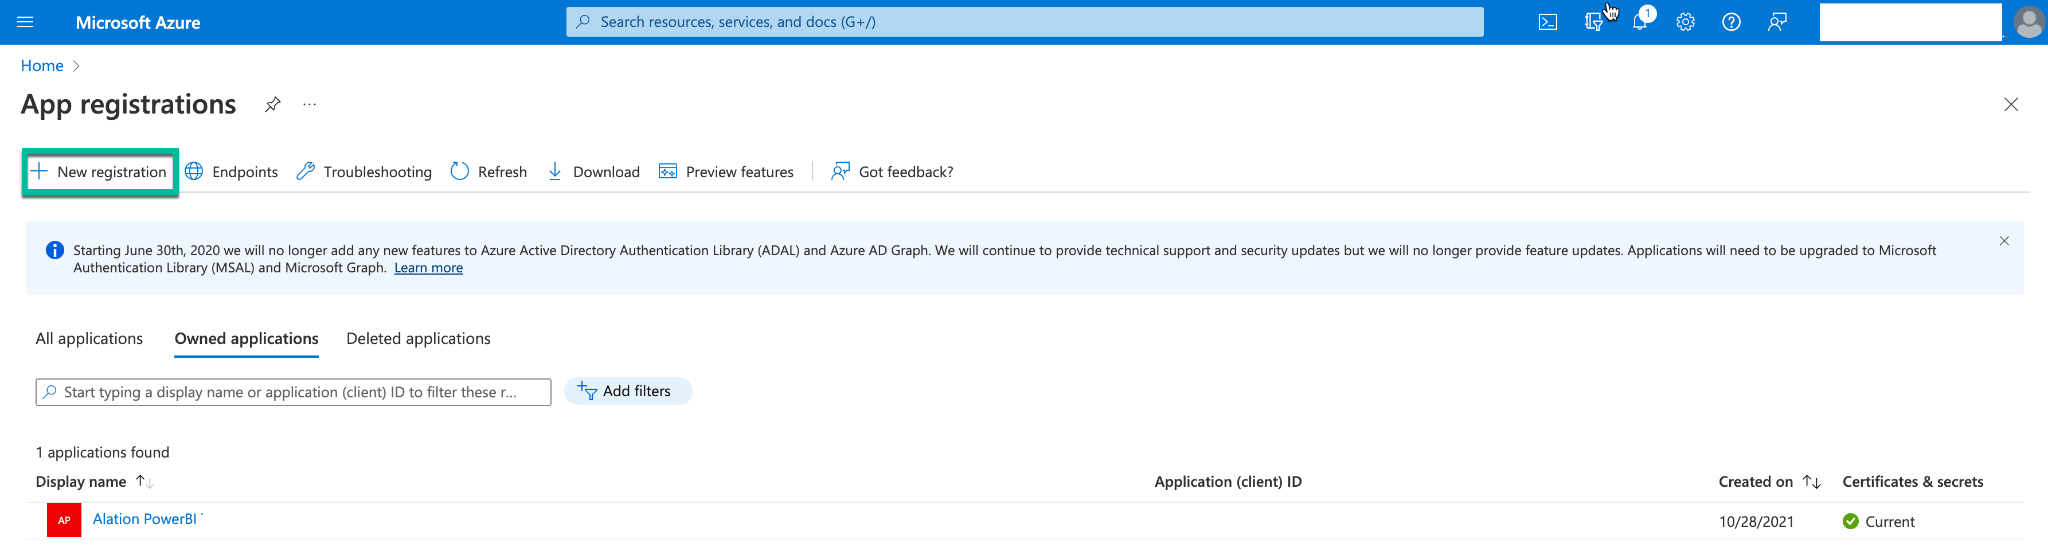 Microsoft Azure
Search resources, services, and docs (G+/)
1
Home
App registrations
New registration
Endpoints
Troubleshooting
Refresh
Download
Preview features
Got feedback?
Starting June 30th, 2020 we will no longer add any new features to Azure Active Directory Authentication Library (ADAL) and Azure AD Graph. We will continue to provide technical support and security updates but we will no longer provide feature updates. Applications will need to be upgraded to Microsoft
Authentication Library (MSAL) and Microsoft Graph. Learn more
All applications
Owned applications
Deleted applications
Start typing a display name or application (client) ID to filter these r...
Add filters
1 applications found
Display name
Application (client) ID
Created on
Certificates & secrets
AP
Alation PowerBI
10/28/2021
Current